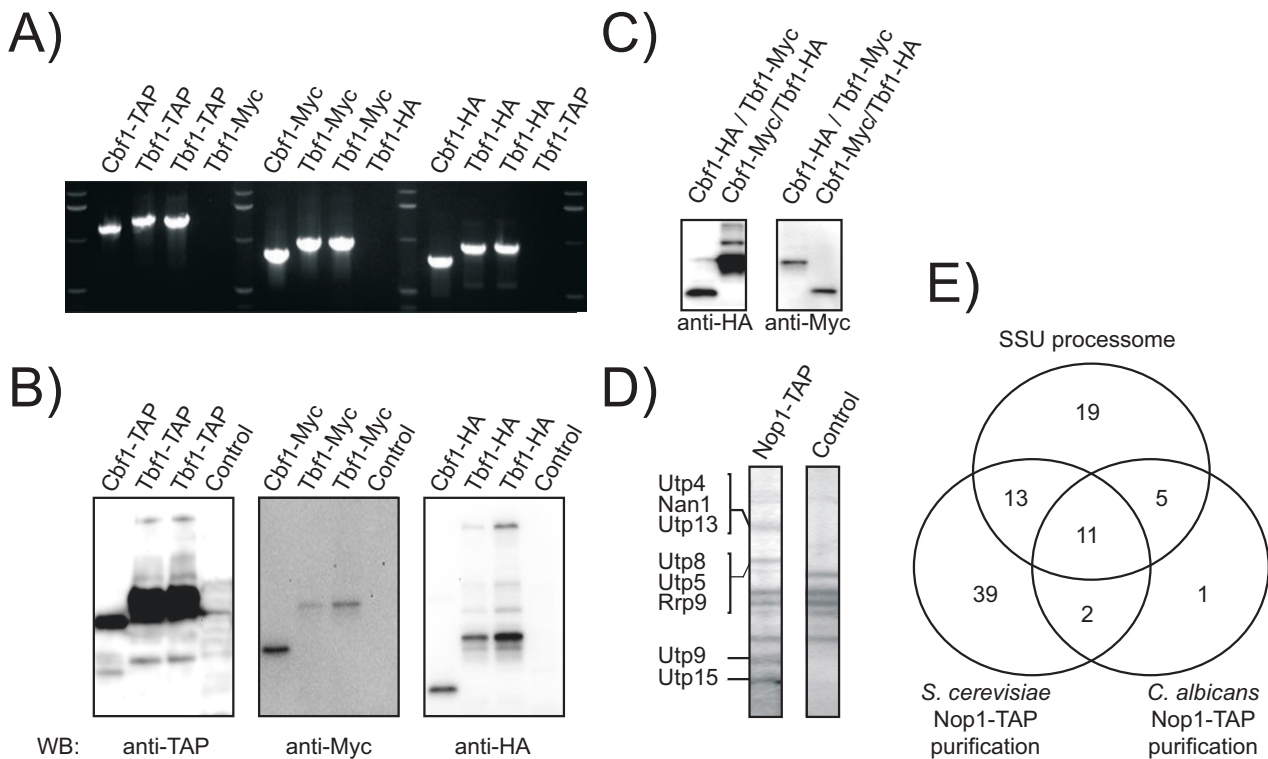 A)
Cbf1-TAP
Tbf1-TAP
Tbf1-TAP
Tbf1-Myc
Cbf1-Myc
Tbf1-Myc
Tbf1-Myc
Tbf1-HA
Cbf1-HA
Tbf1-HA
Tbf1-HA
Tbf1-TAP
B)
Cbf1-TAP
Tbf1-TAP
Tbf1-TAP
Control
Cbf1-Myc
Tbf1-Myc
Tbf1-Myc
Control
Cbf1-HA
Tbf1-HA
Tbf1-HA
Control
WB:
anti-TAP
anti-Myc
anti-HA
C)
Cbf1-HA / Tbf1-Myc
Cbf1-Myc/Tbf1-HA
Cbf1-HA / Tbf1-Myc
Cbf1-Myc/Tbf1-HA
anti-HA
anti-Myc
D)
Nop1-TAP
Control
Utp4
Nan1
Utp13
Utp8
Utp5
Rrp9
Utp9
Utp15
E)
SSU processome
19
13
5
11
39
2
1
S. cerevisiae
Nop1-TAP
purification
C. albicans
Nop1-TAP
purification